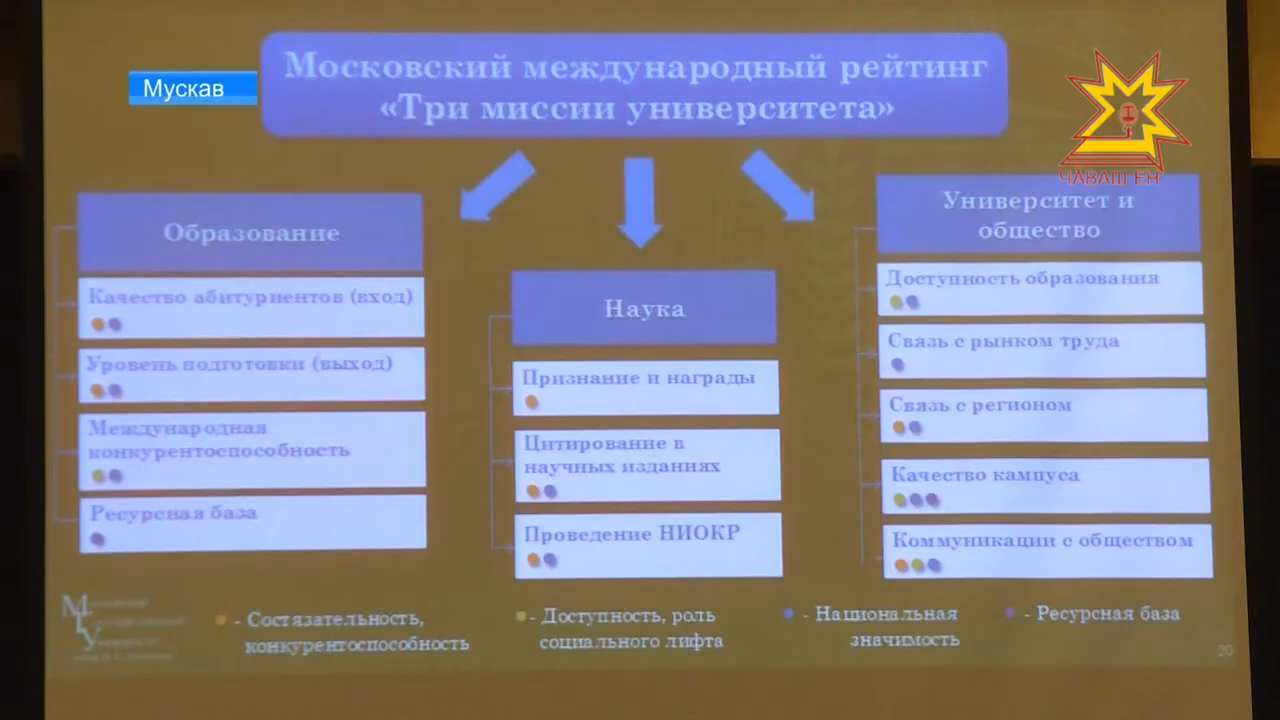 Мускав
Московский международный рейтинг
«Три миссии университета»
ЧАВАШ ЕН
Образование
Качество абитуриентов (вход)
Уровень подготовки (выход)
Международная
конкурентоспособность
Ресурсная база
Наука
Признание и награды
Цитирование в
научных изданиях
Проведение НИОКР
Университет и
общество
Доступность образования
Связь с рынком труда
Связь с регионом
Качество кампуса
Коммуникации с обществом
МГУ
- Состязательность,
конкурентоспособность
- Доступность, роль
социального лифта
- Национальная
значимость
- Ресурсная база
20